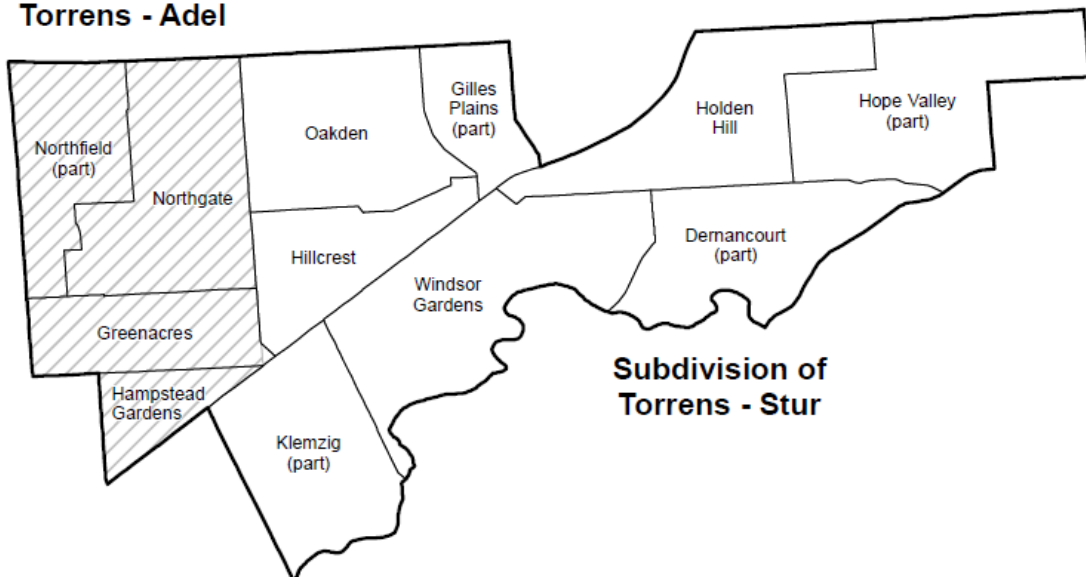 Torrens - Adel
Gilles
Plains
(part)
Holden
Hill
Hope Valley
(part)
Oakden
Northfield
(part)
Northgate
Dernancourt
(part)
Hillcrest
Windsor
Gardens
Greenacres
Subdivision of
Torrens - Stur
Hampstead
Gardens
Klemzig
(part)